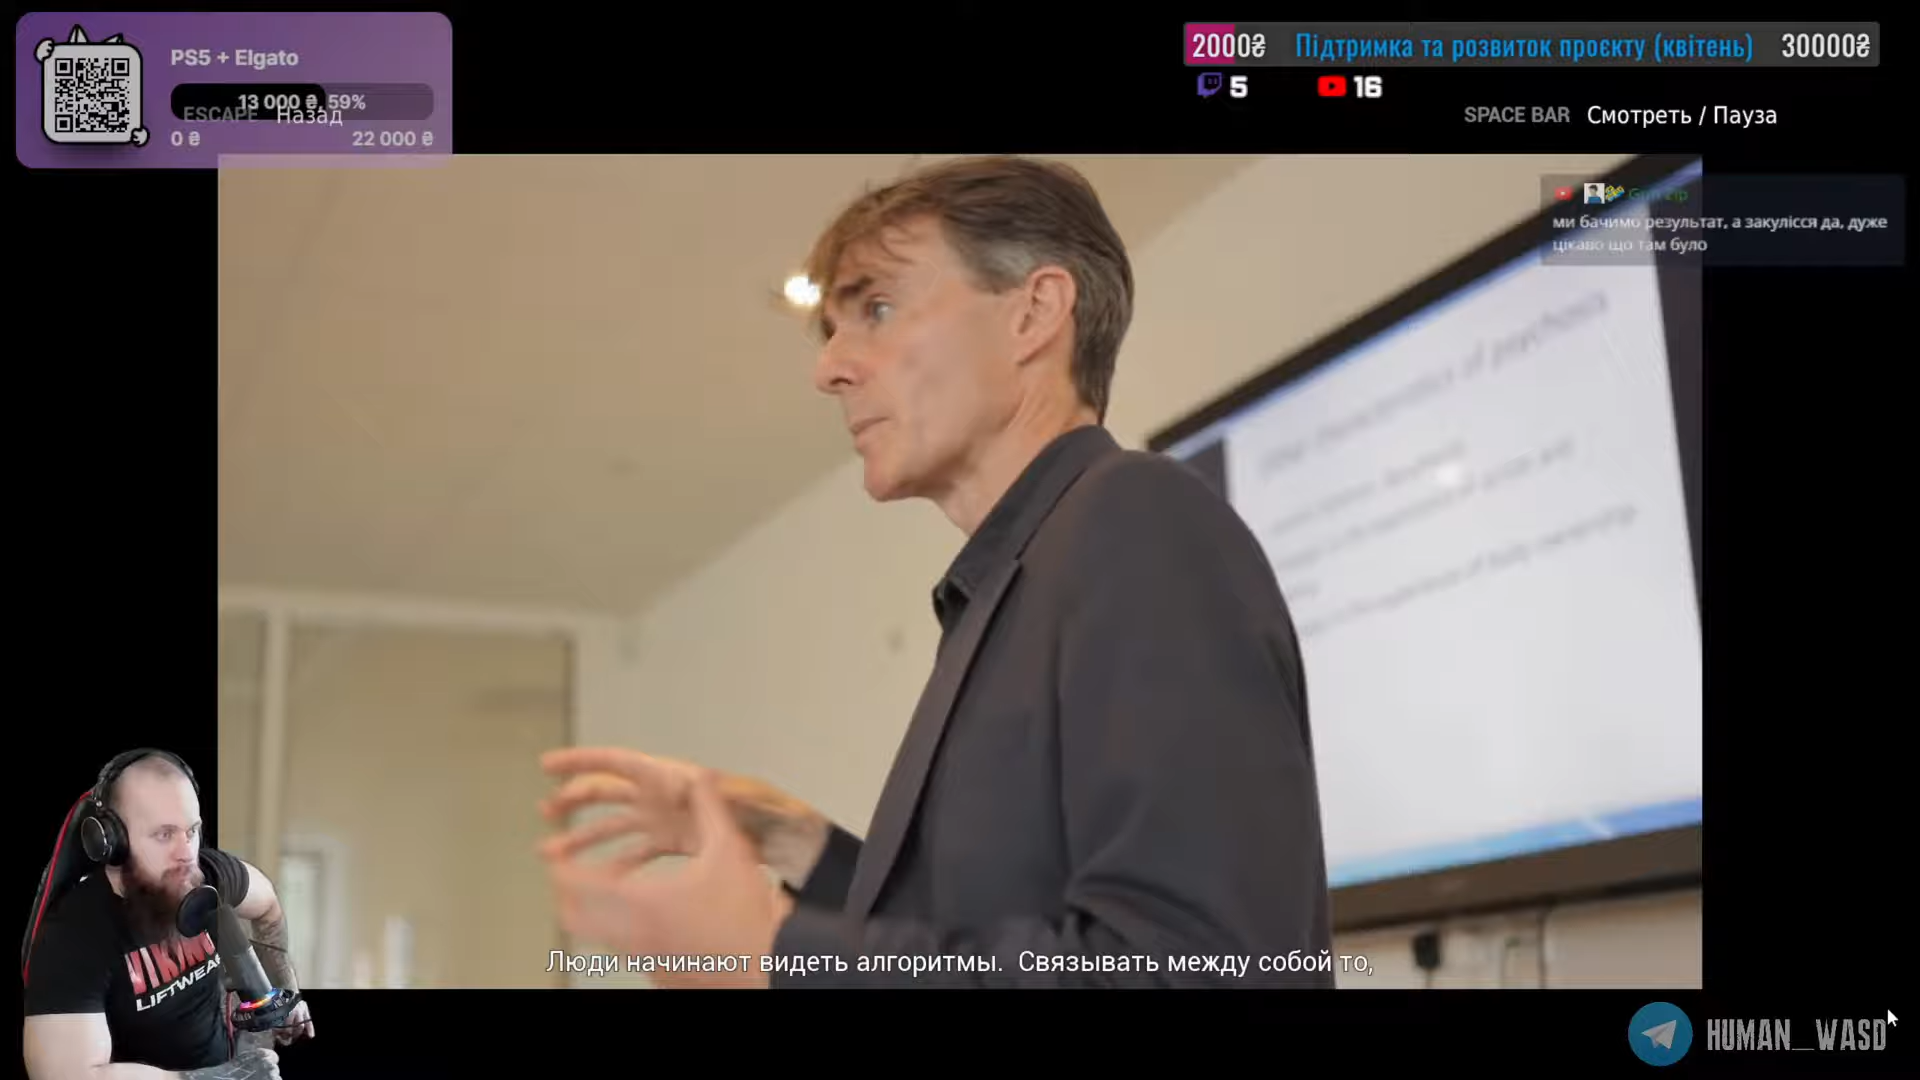 PS5 + Elgato
13 000 ₴, 59%
ESCAPE Назад
0 ₴ 22 000 ₴
2000₴ Підтримка та розвиток проєкту (квітень) 30000₴
5 16
SPACE BAR Смотреть / Пауза
ми бачимо результат, а закулісся да, дуже
цікаво що там було
of psychosis
VIKING
LIFTWEAR
Люди начинают видеть алгоритмы. Связывать между собой то,
HUMAN_WASD